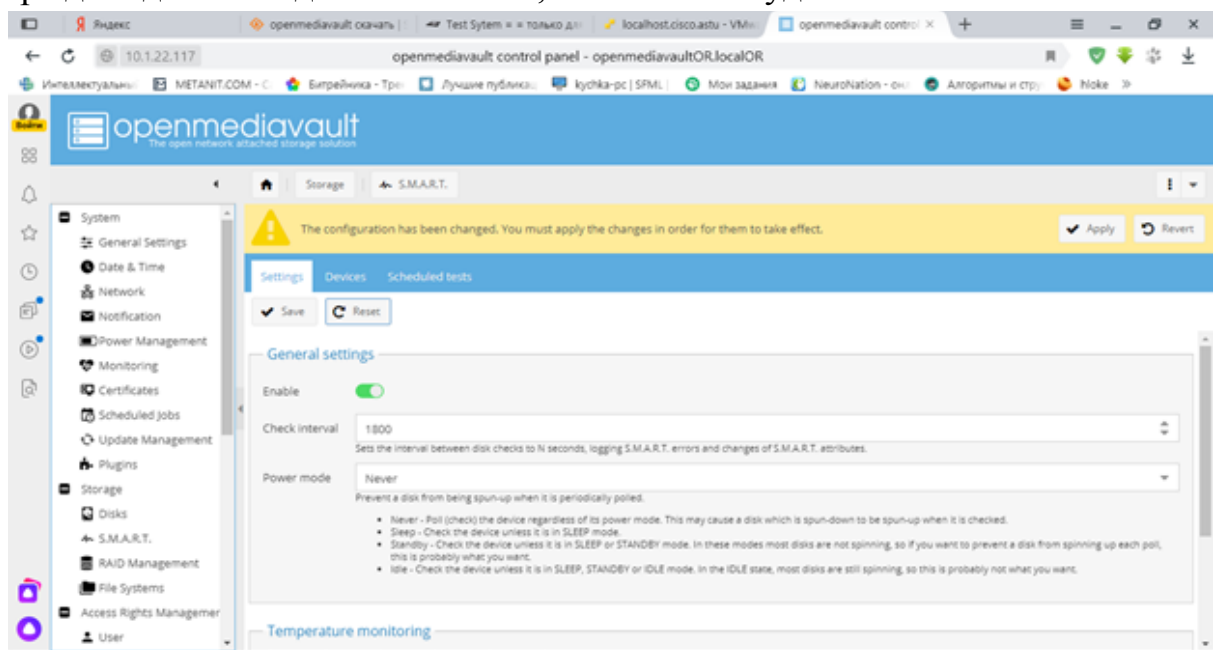 Яндекс
openmediavault скачать |
Test Sytem = = только дл
localhost.cisco.astu - VM
openmediavault control
10.1.22.117
openmediavault control panel - openmediavaultOR.localOR
METANIT.COM - С
Битрейника - Тре
Лучшие публикац
kychka-pc | SFML |
Мои задания
NeuroNation - он
Алгоритмы и стру
hloke
Войти
openmediavault
The open network attached storage solution
Storage
S.M.A.R.T.
The configuration has been changed. You must apply the changes in order for them to take effect.
Apply
Revert
System
General Settings
Date & Time
Network
Notification
Power Management
Monitoring
Certificates
Scheduled Jobs
Update Management
Plugins
Storage
Disks
S.M.A.R.T.
RAID Management
File Systems
Access Rights Managemer
User
Settings
Devices
Scheduled tests
Save
Reset
General settings
Enable
Check interval
1800
Sets the interval between disk checks to N seconds, logging S.M.A.R.T. errors and changes of S.M.A.R.T. attributes.
Power mode
Never
Prevent a disk from being spun-up when it is periodically polled.
Never - Poll (check) the device regardless of its power mode. This may cause a disk which is spun-down to be spun-up when it is checked.
Sleep - Check the device unless it is in SLEEP mode.
Standby - Check the device unless it is in SLEEP or STANDBY mode. In these modes most disks are not spinning, so if you want to prevent a disk from spinning up each poll,
this is probably what you want.
Idle - Check the device unless it is in SLEEP, STANDBY or IDLE mode. In the IDLE state, most disks are still spinning, so this is probably not what you want.
Temperature monitoring